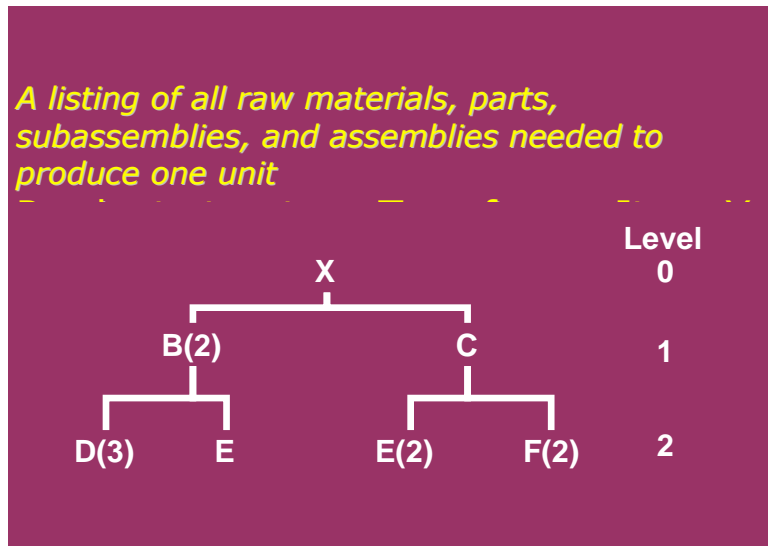 A listing of all raw materials, parts,
subassemblies, and assemblies needed to
produce one unit
Level
X 0
B(2) C 1
D(3) E E(2) F(2) 2